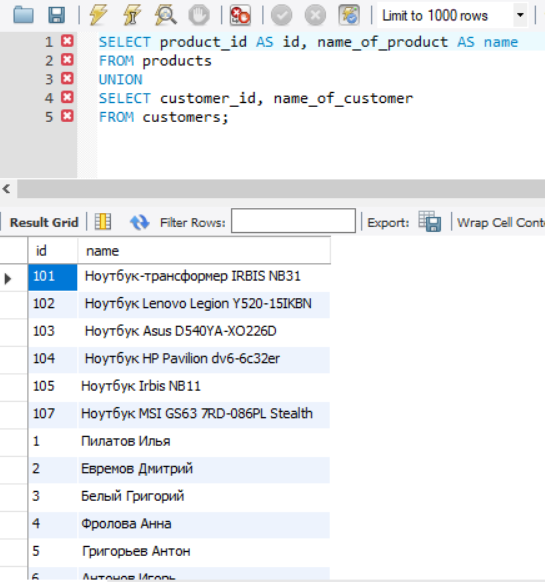 Limit to 1000 rows
1 SELECT product_id AS id, name_of_product AS name
2 FROM products
3 UNION
4 SELECT customer_id, name_of_customer
5 FROM customers;
Result Grid Filter Rows: Export: Wrap Cell Cont
id name
101 Ноутбук-трансформер IRBIS NB31
102 Ноутбук Lenovo Legion Y520-15IKBN
103 Ноутбук Asus D540YA-XO226D
104 Ноутбук HP Pavilion dv6-6c32er
105 Ноутбук Irbis NB11
107 Ноутбук MSI GS63 7RD-086PL Stealth
1 Пилатов Илья
2 Евремов Дмитрий
3 Белый Григорий
4 Фролова Анна
5 Григорьев Антон
6 Антонов Игорь